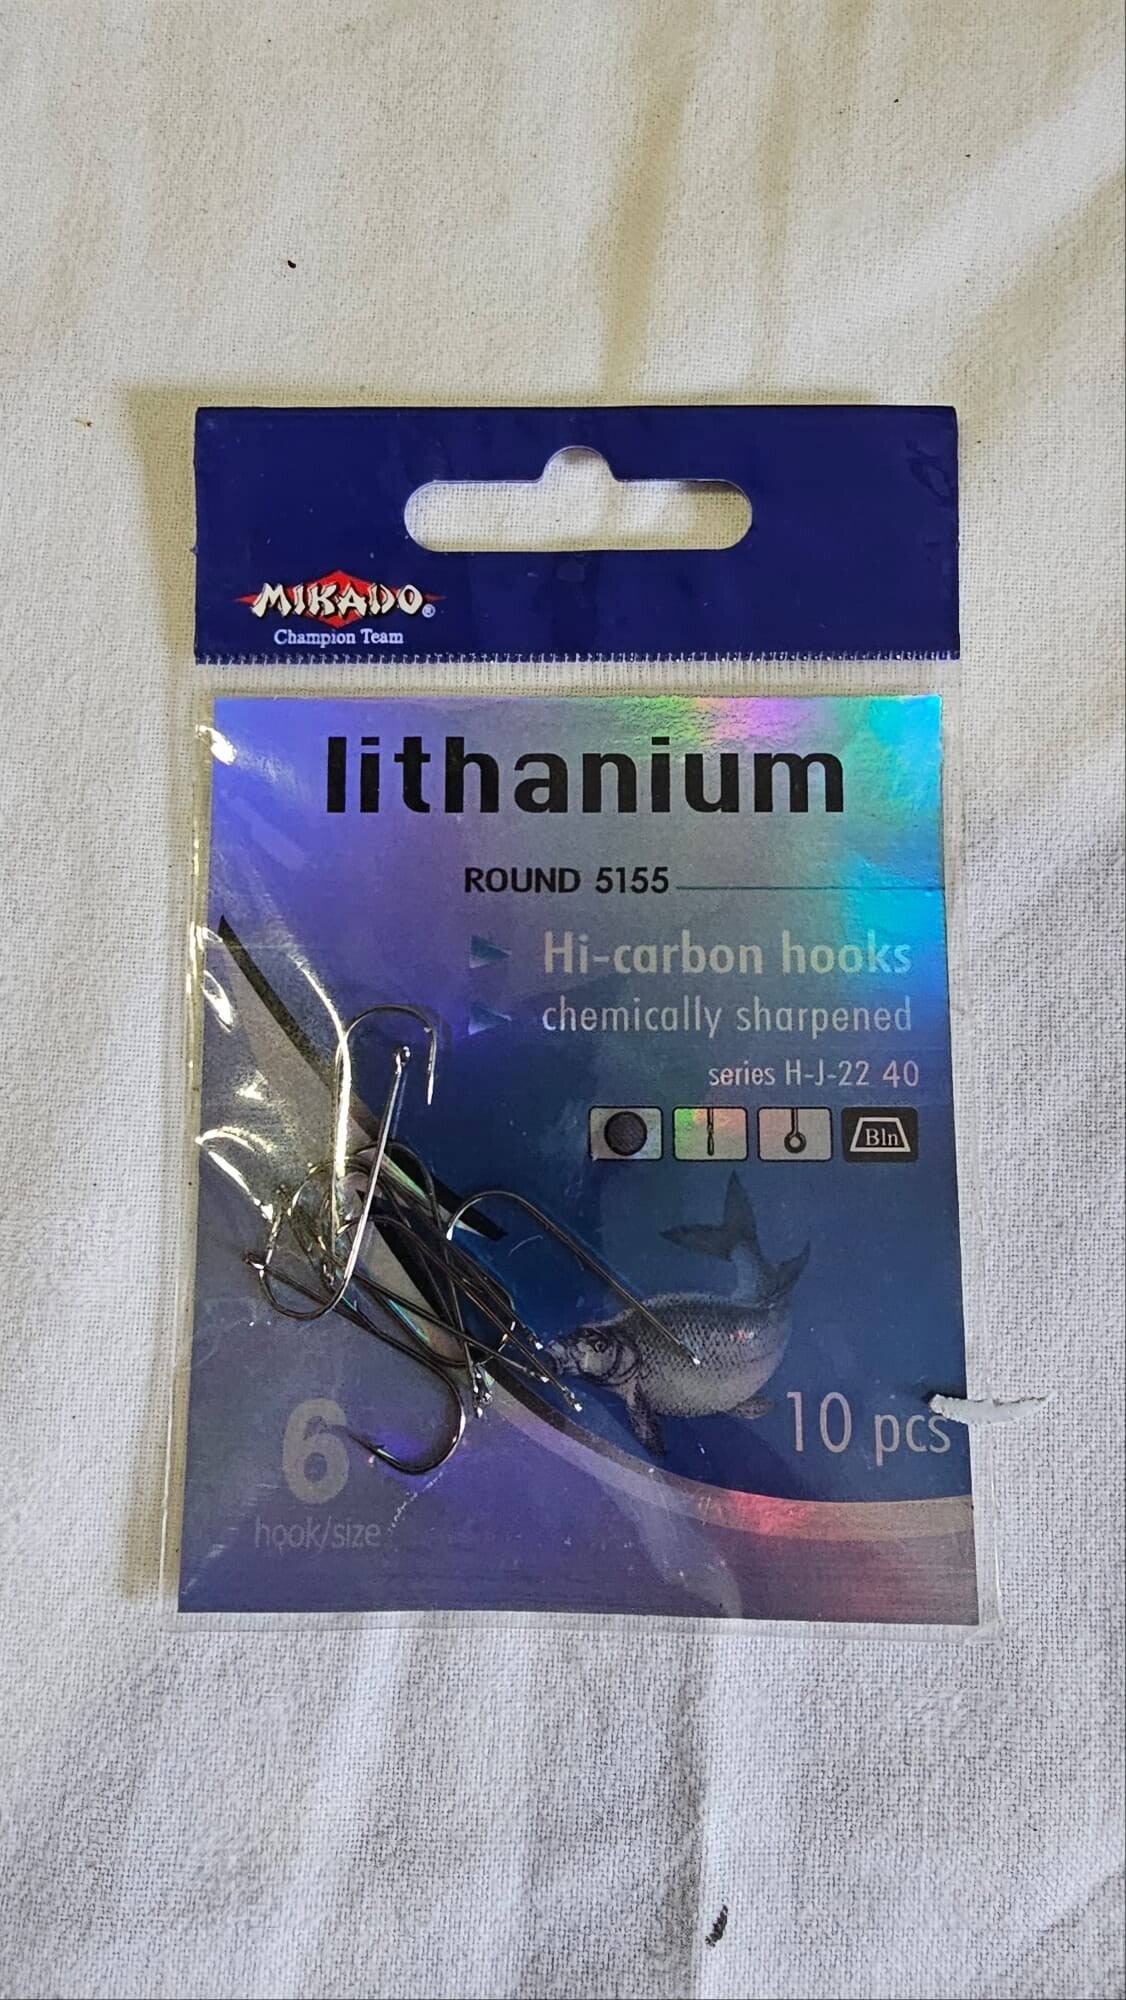 MIKADO®
Champion Team
lithanium
ROUND 5155
Hi-carbon hooks
chemically sharpened
series H-J-22 40
Bln
10 pcs
6
hook/size